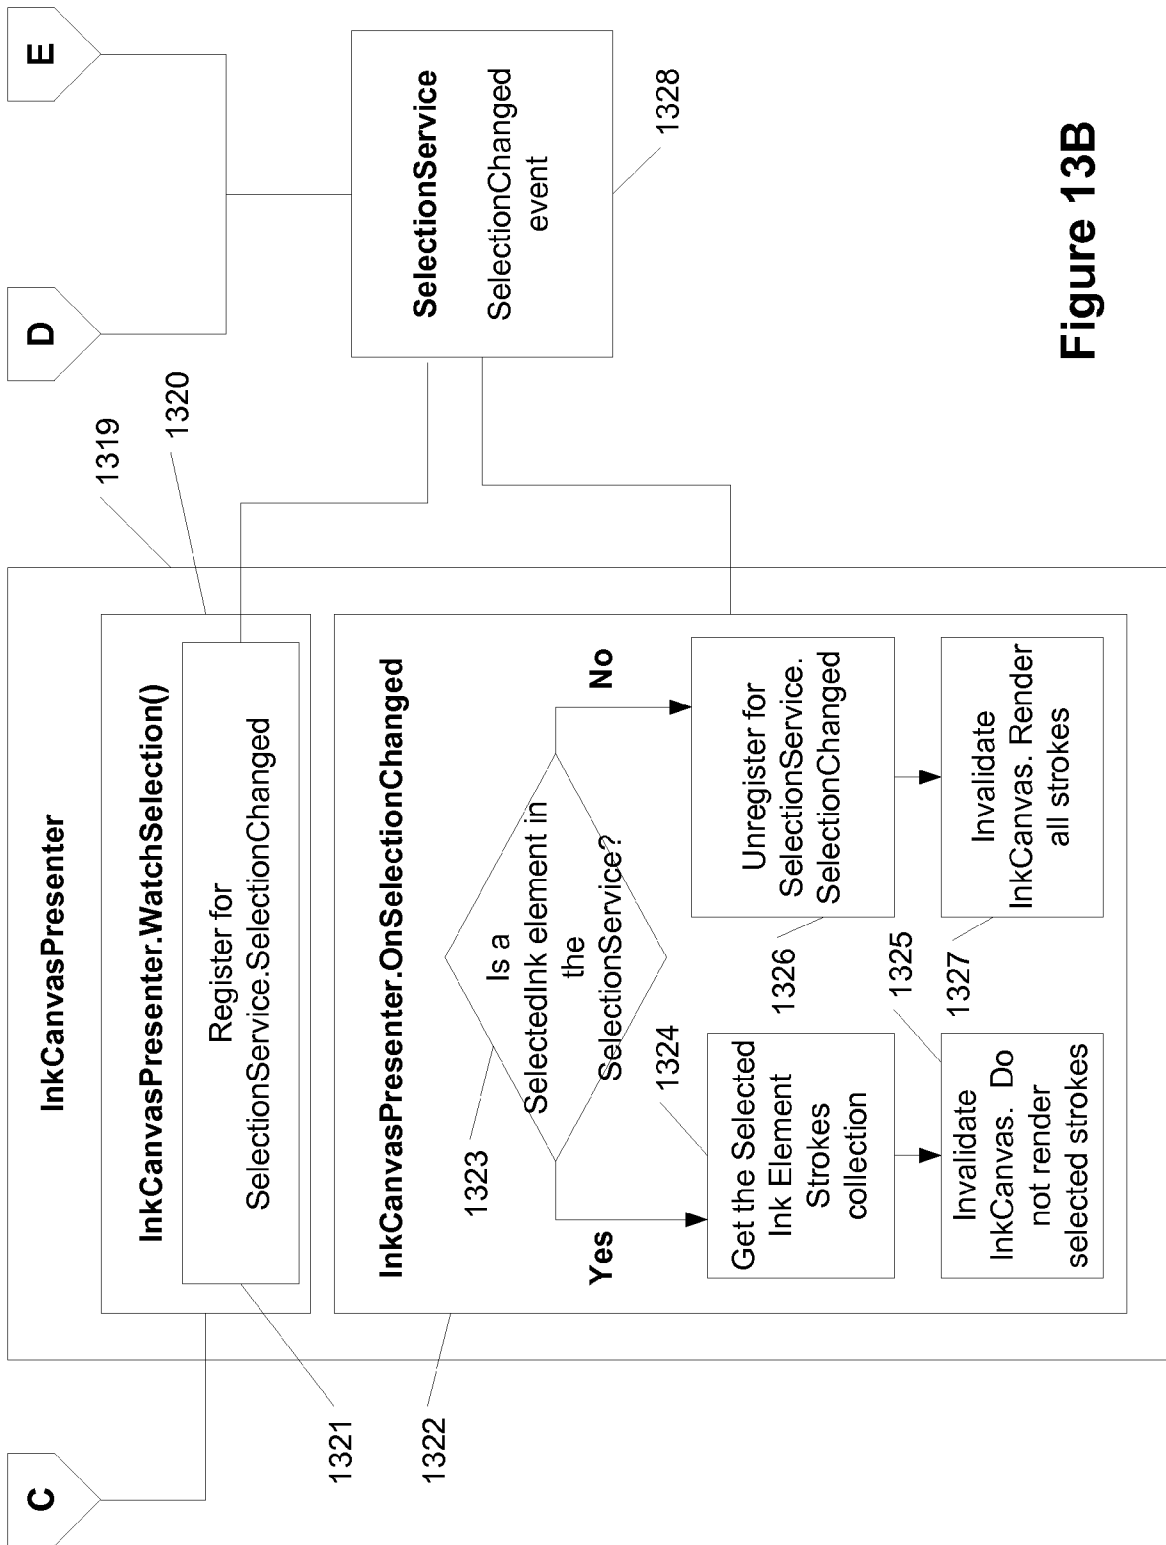 C
D
E
InkCanvasPresenter
1319
1320
InkCanvasPresenter.WatchSelection()
Register for
SelectionService.SelectionChanged
1321
1322
InkCanvasPresenter.OnSelectionChanged
1323
Is a
SelectedInk element in
the
SelectionService?
Yes
No
1324
Get the Selected
Ink Element
Strokes
collection
1326
Unregister for
SelectionService.
SelectionChanged
1325
Invalidate
InkCanvas. Do
not render
selected strokes
1327
Invalidate
InkCanvas. Render
all strokes
SelectionService
SelectionChanged
event
1328
Figure 13B